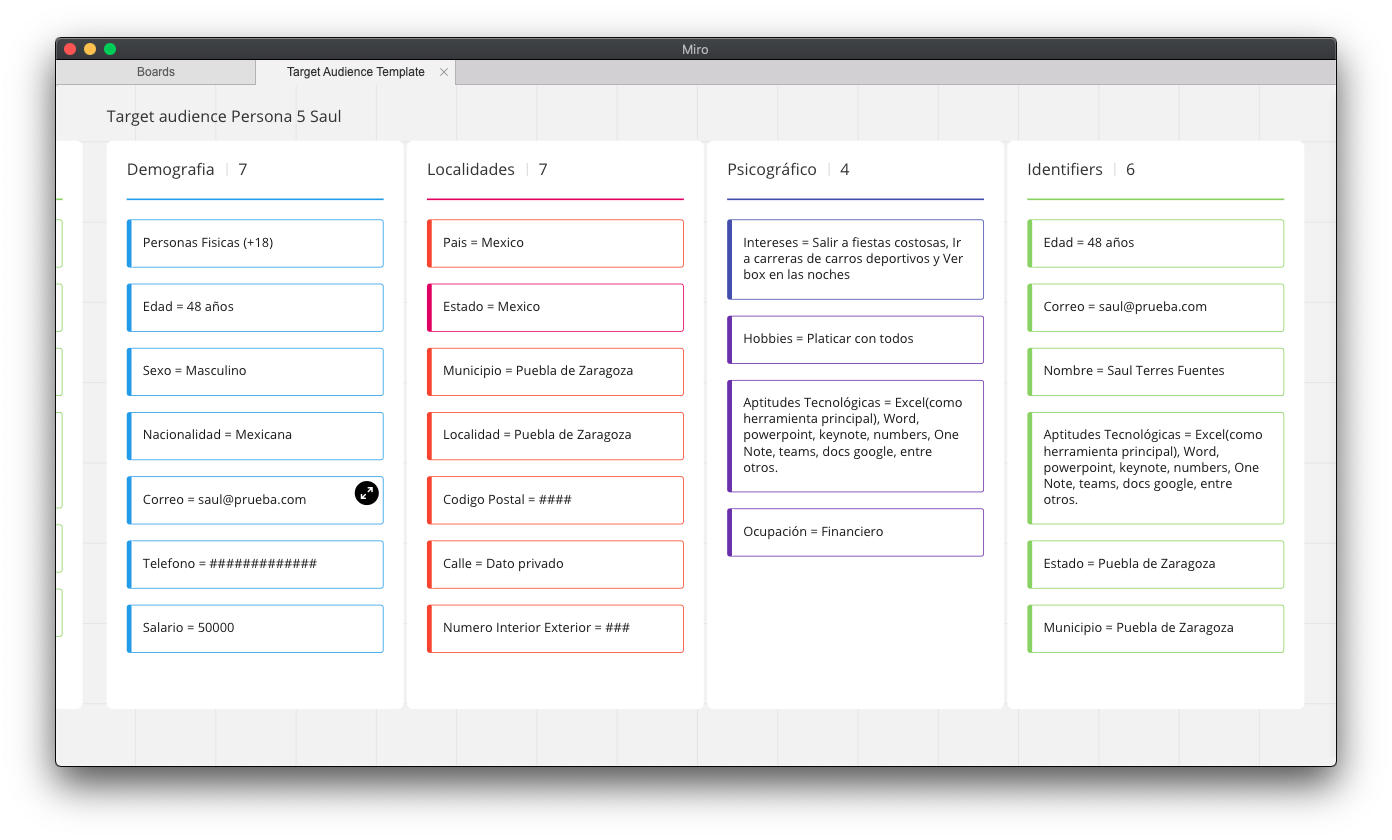 Miro
Boards
Target Audience Template
Target audience Persona 5 Saul
Demografia | 7
Personas Fisicas (+18)
Edad = 48 años
Sexo = Masculino
Nacionalidad = Mexicana
Correo = saul@prueba.com
Telefono = #############
Salario = 50000
Localidades | 7
Pais = Mexico
Estado = Mexico
Municipio = Puebla de Zaragoza
Localidad = Puebla de Zaragoza
Codigo Postal = ####
Calle = Dato privado
Numero Interior Exterior = ###
Psicográfico | 4
Intereses = Salir a fiestas costosas, Ir
a carreras de carros deportivos y Ver
box en las noches
Hobbies = Platicar con todos
Aptitudes Tecnológicas = Excel(como
herramienta principal), Word,
powerpoint, keynote, numbers, One
Note, teams, docs google, entre
otros.
Ocupación = Financiero
Identifiers | 6
Edad = 48 años
Correo = saul@prueba.com
Nombre = Saul Terres Fuentes
Aptitudes Tecnológicas = Excel(como
herramienta principal), Word,
powerpoint, keynote, numbers, One
Note, teams, docs google, entre
otros.
Estado = Puebla de Zaragoza
Municipio = Puebla de Zaragoza